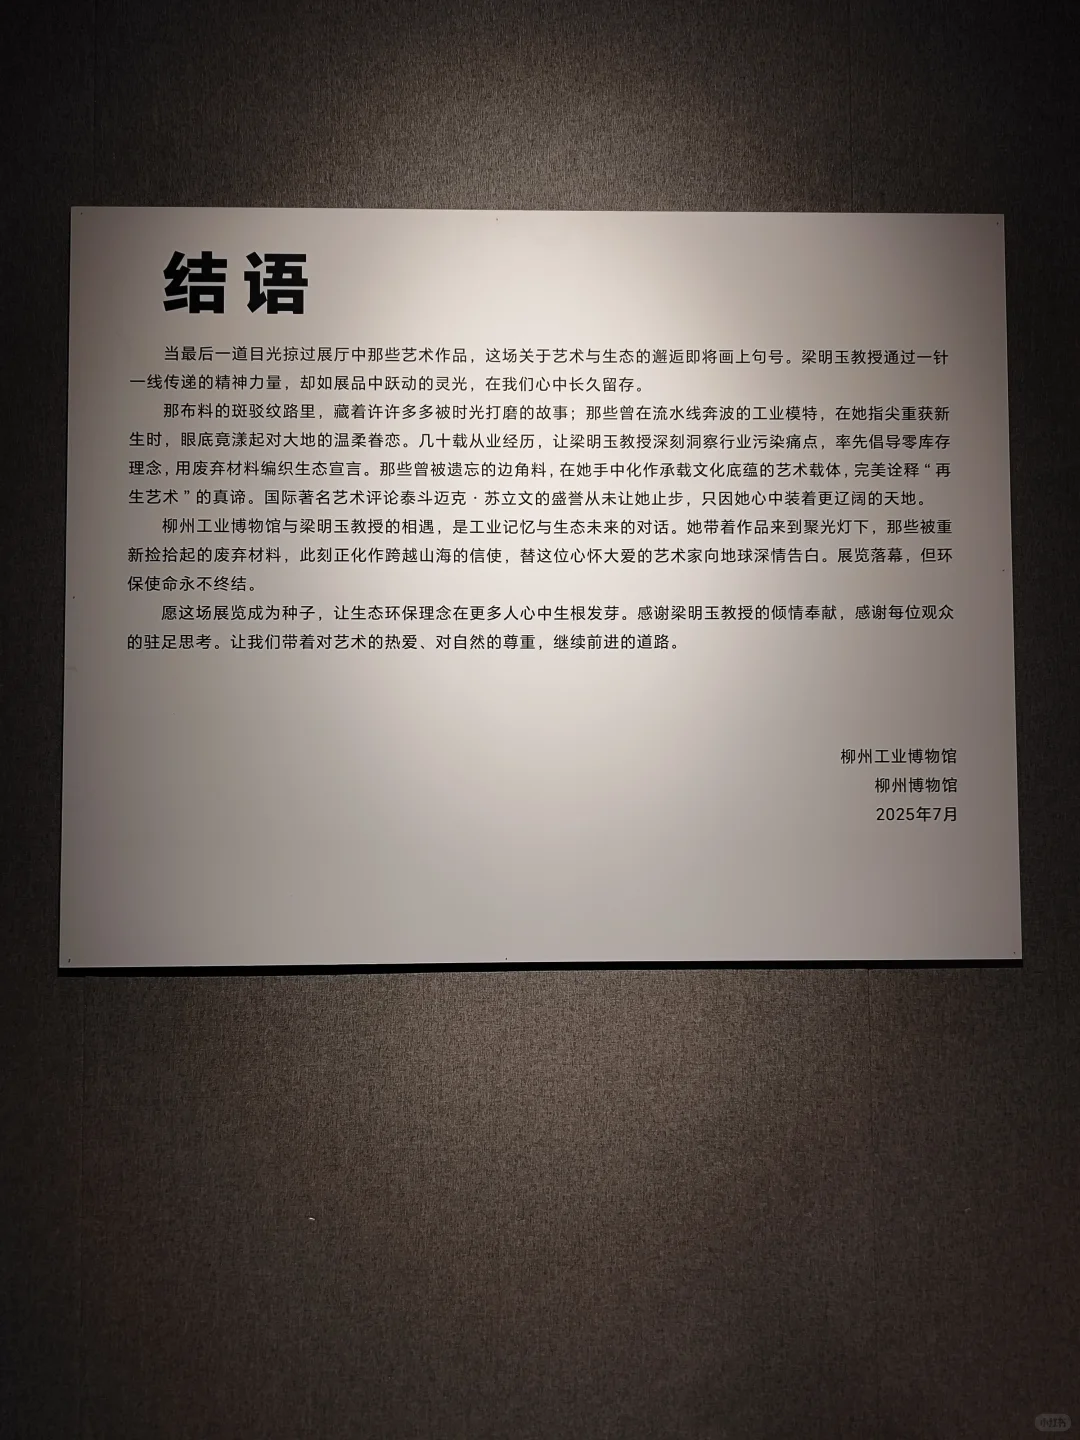 结语
当最后一道目光掠过展厅中那些艺术作品，这场关于艺术与生态的邂逅即将画上句号。梁明玉教授通过一针
一线传递的精神力量，却如展品中跃动的灵光，在我们心中长久留存。
那布料的斑驳纹路里，藏着许许多多被时光打磨的故事；那些曾在流水线奔波的工业模特，在她指尖重获新
生时，眼底竟漾起对大地的温柔眷恋。几十载从业经历，让梁明玉教授深刻洞察行业污染痛点，率先倡导零库存
理念，用废弃材料编织生态宣言。那些曾被遗忘的边角料，在她手中化作承载文化底蕴的艺术载体，完美诠释“再
生艺术”的真谛。国际著名艺术评论泰斗迈克·苏立文的盛誉从未让她止步，只因她心中装着更辽阔的天地。
柳州工业博物馆与梁明玉教授的相遇，是工业记忆与生态未来的对话。她带着作品来到聚光灯下，那些被重
新捡拾起的废弃材料，此刻正化作跨越山海的信使，替这位心怀大爱的艺术家向地球深情告白。展览落幕，但环
保使命永不终结。
愿这场展览成为种子，让生态环保理念在更多人心中生根发芽。感谢梁明玉教授的倾情奉献，感谢每位观众
的驻足思考。让我们带着对艺术的热爱、对自然的尊重，继续前进的道路。
柳州工业博物馆
柳州博物馆
2025年7月
小红书